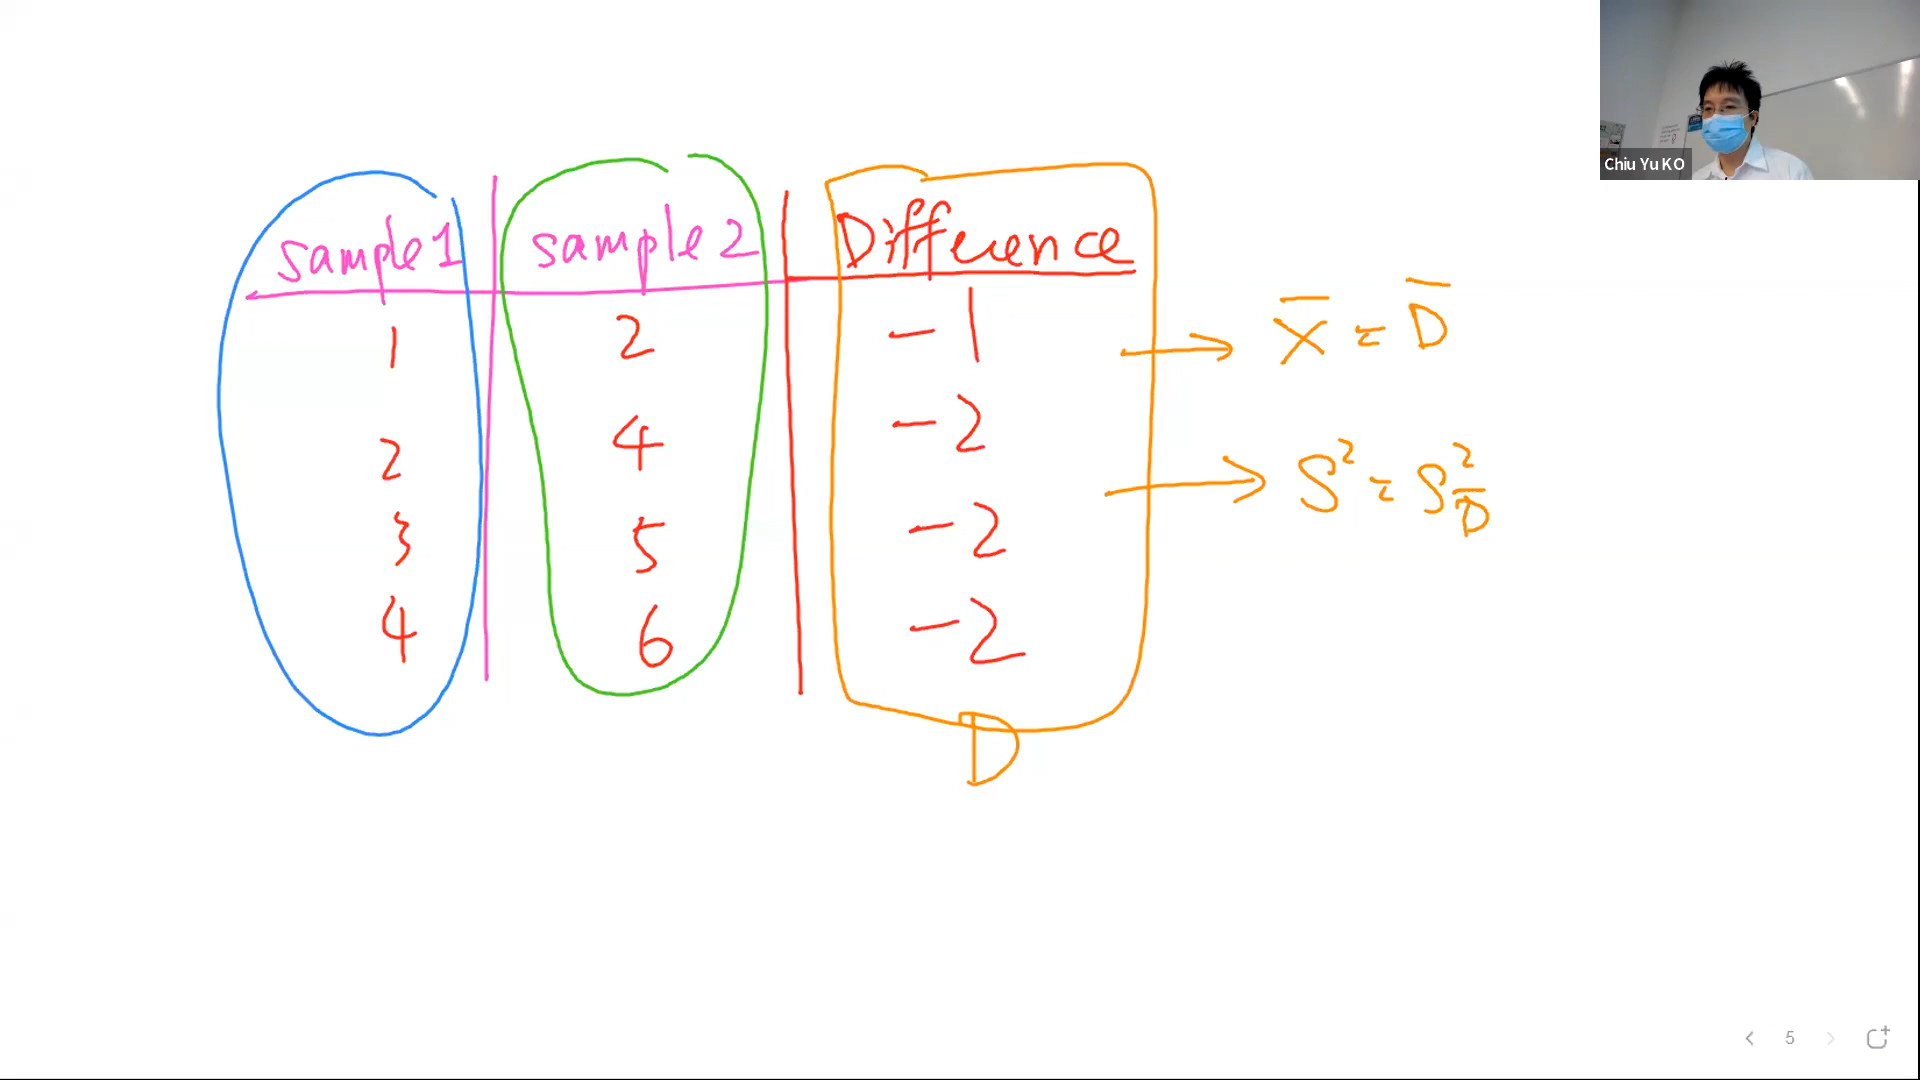 Chiu Yu KO
sample 1 sample 2 Difference
1 2 -1
2 4 -2
3 5 -2
4 6 -2
D
→ X̅ = D̅
→ S² = S²_D̅
5